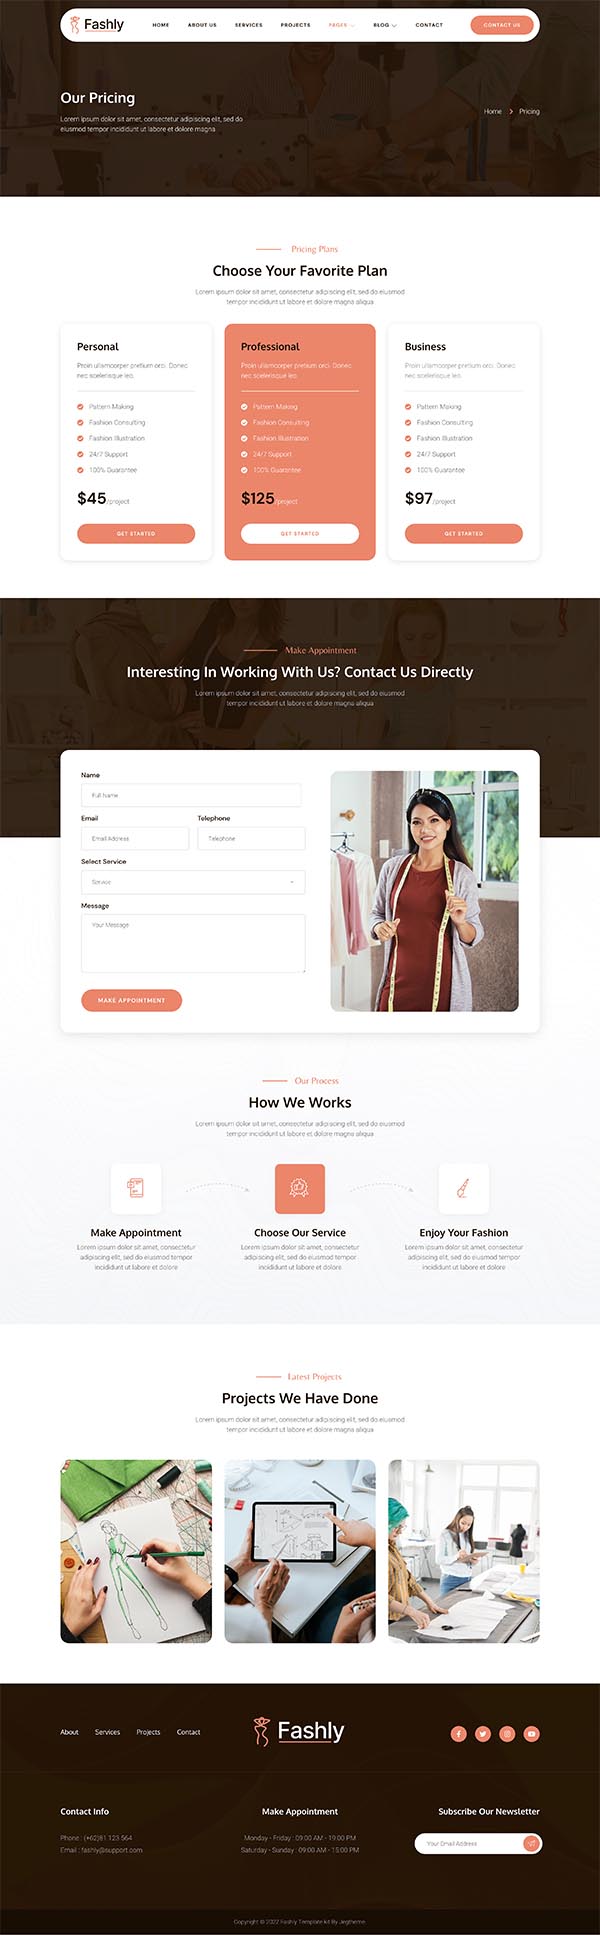 Fashly
HOME
ABOUT US
SERVICES
PROJECTS
PAGES
BLOG
CONTACT
CONTACT US
Our Pricing
Lorem ipsum dolor sit amet, consectetur adipiscing elit, sed do
eiusmod tempor incididunt ut labore et dolore magna
Home
Pricing
Pricing Plans
Choose Your Favorite Plan
Lorem ipsum dolor sit amet, consectetur adipiscing elit, sed do eiusmod
tempor incididunt ut labore et dolore magna aliqua
Personal
Proin ullamcorper pretium orci. Donec
nec scelerisque leo.
Pattern Making
Fashion Consulting
Fashion Illustration
24/7 Support
100% Guarantee
$45/project
GET STARTED
Professional
Proin ullamcorper pretium orci. Donec
nec scelerisque leo.
Pattern Making
Fashion Consulting
Fashion Illustration
24/7 Support
100% Guarantee
$125/project
GET STARTED
Business
Proin ullamcorper pretium orci. Donec
nec scelerisque leo.
Pattern Making
Fashion Consulting
Fashion Illustration
24/7 Support
100% Guarantee
$97/project
GET STARTED
Make Appointment
Interesting In Working With Us? Contact Us Directly
Lorem ipsum dolor sit amet, consectetur adipiscing elit, sed do eiusmod
tempor incididunt ut labore et dolore magna aliqua
Name
Full Name
Email
Telephone
Email Address
Telephone
Select Service
Service
Message
Your Message
MAKE APPOINTMENT
Our Process
How We Works
Lorem ipsum dolor sit amet, consectetur adipiscing elit, sed do eiusmod
tempor incididunt ut labore et dolore magna aliqua
Make Appointment
Lorem ipsum dolor sit amet, consectetur
adipiscing elit, sed do eiusmod tempor
incididunt ut labore et dolore
Choose Our Service
Lorem ipsum dolor sit amet, consectetur
adipiscing elit, sed do eiusmod tempor
incididunt ut labore et dolore
Enjoy Your Fashion
Lorem ipsum dolor sit amet, consectetur
adipiscing elit, sed do eiusmod tempor
incididunt ut labore et dolore
Latest Projects
Projects We Have Done
Lorem ipsum dolor sit amet, consectetur adipiscing elit, sed do eiusmod
tempor incididunt ut labore et dolore magna aliqua
About
Services
Projects
Contact
Fashly
Contact Info
Phone : (+62)81 123 564
Email : fashly@support.com
Make Appointment
Monday - Friday : 09:00 AM - 19:00 PM
Saturday - Sunday : 09:00 AM - 15:00 PM
Subscribe Our Newsletter
Your Email Address
Copyright © 2022 Fashly Template kit By Jegtheme.